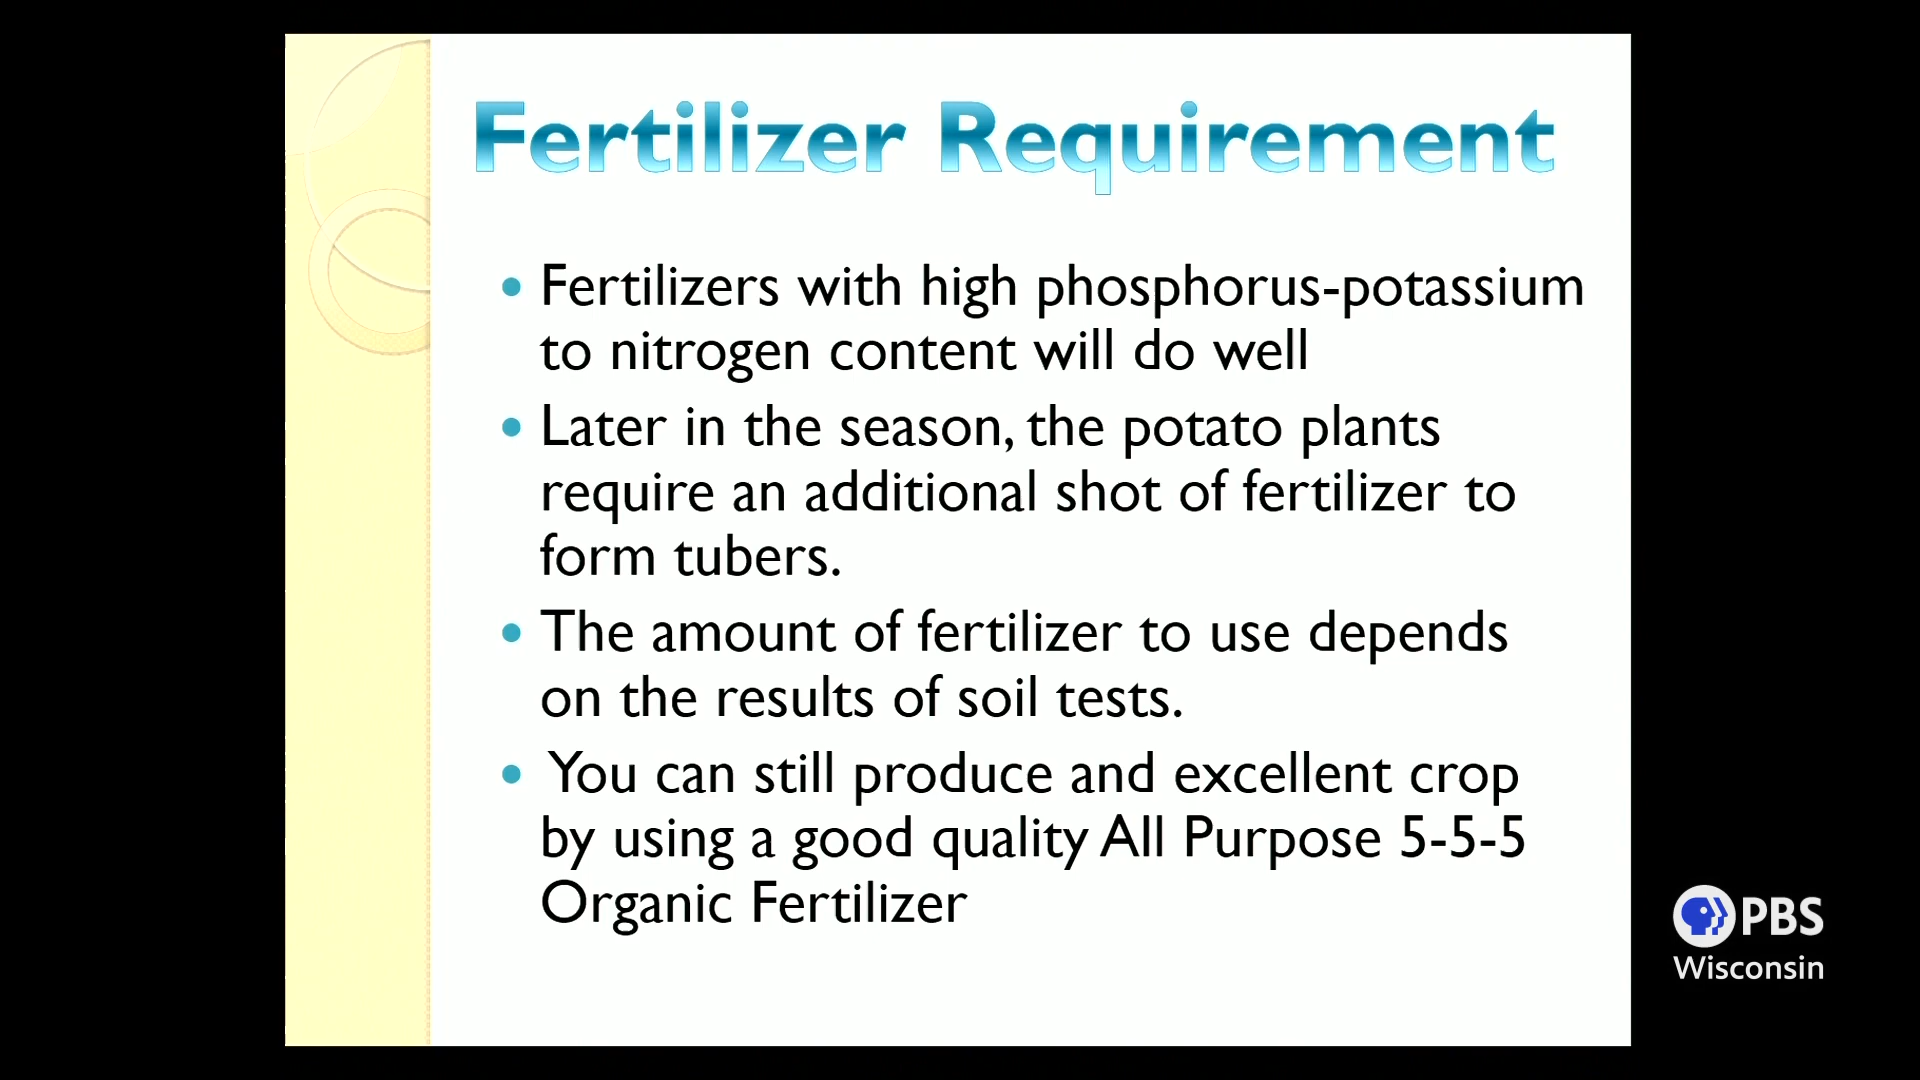 Fertilizer Requirement
• Fertilizers with high phosphorus-potassium
to nitrogen content will do well
• Later in the season, the potato plants
require an additional shot of fertilizer to
form tubers.
• The amount of fertilizer to use depends
on the results of soil tests.
• You can still produce and excellent crop
by using a good quality All Purpose 5-5-5
Organic Fertilizer
PBS
Wisconsin